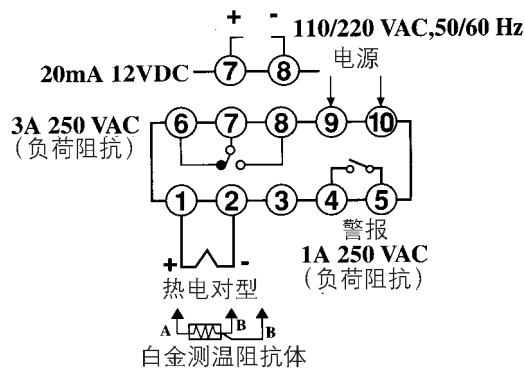 + -
110/220 VAC,50/60 Hz
电源
20mA 12VDC 7 8
3A 250 VAC
(负荷阻抗)
6 7 8 9 10
1 2 3 4 5
警报
1A 250 VAC
(负荷阻抗)
+ -
热电对型
A B B
白金测温阻抗体